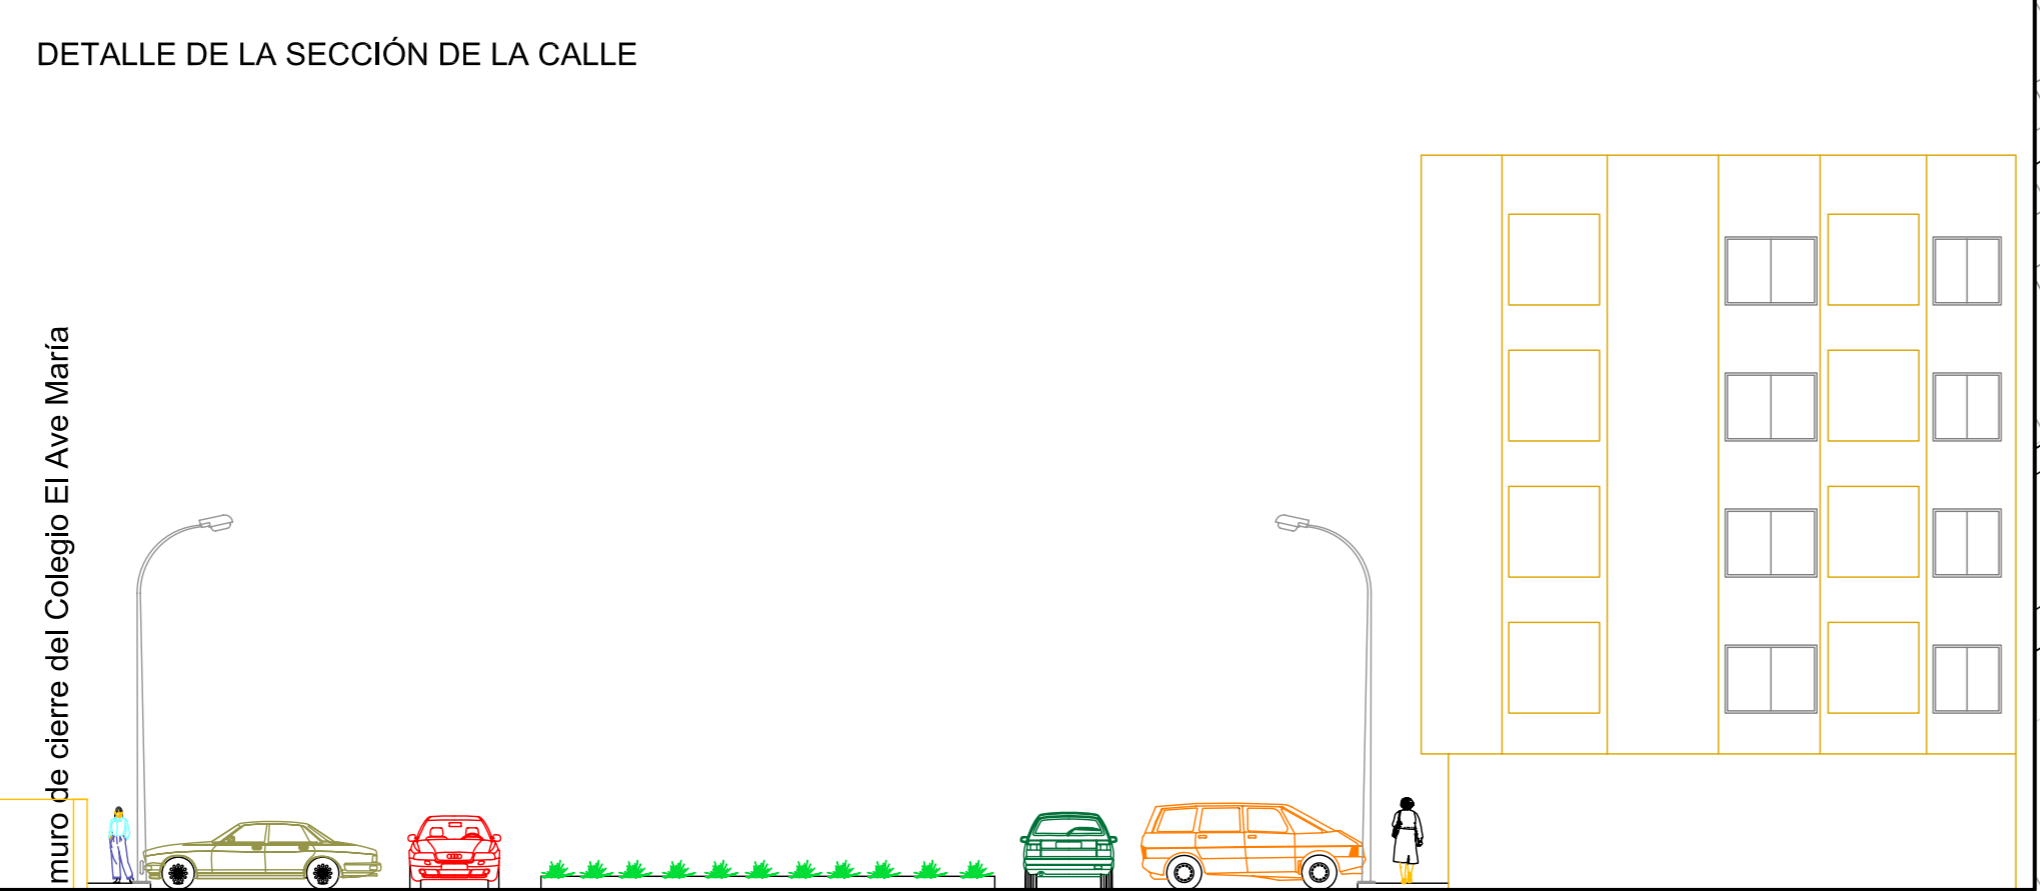 DETALLE DE LA SECCIÓN DE LA CALLE
muro de cierre del Colegio El Ave María